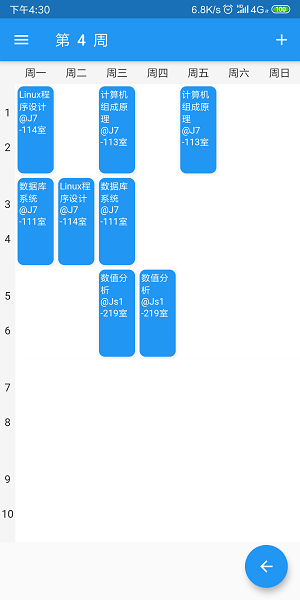 下午4:30
6.8K/s 4G 100
第 4 周
周一 周二 周三 周四 周五 周六 周日
1
2
Linux程
序设计
@J7
-114室
计算机
组成原
理
@J7
-113室
计算机
组成原
理
@J7
-113室
3
4
数据库
系统
@J7
-111室
Linux程
序设计
@J7
-114室
数据库
系统
@J7
-111室
5
6
数值分
析
@Js1
-219室
数值分
析
@Js1
-219室
7
8
9
10